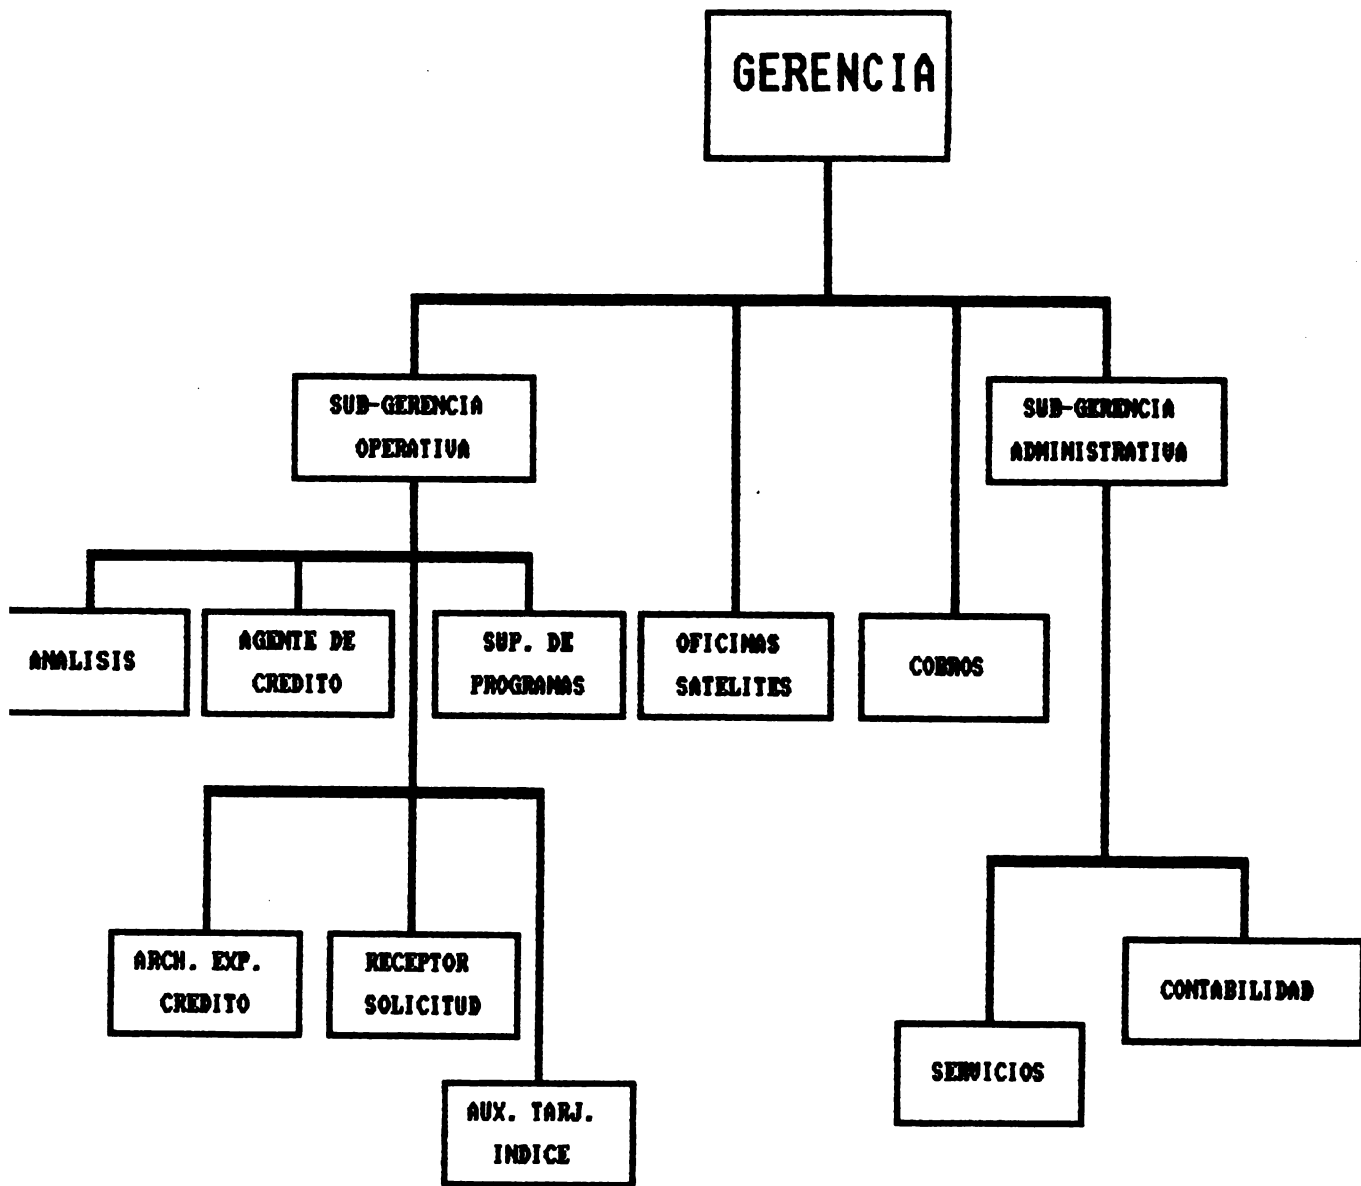 GERENCIA
SUB-GERENCIA
OPERATIVA
SUB-GERENCIA
ADMINISTRATIVA
ANALISIS
AGENTE DE
CREDITO
SUP. DE
PROGRAMAS
OFICINAS
SATELITES
COBROS
ARCH. EXP.
CREDITO
RECEPTOR
SOLICITUD
CONTABILIDAD
SERVICIOS
AUX. TARJ.
INDICE